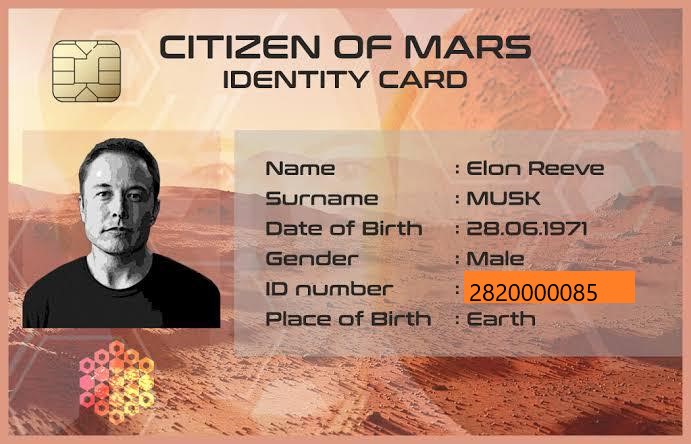 CITIZEN OF MARS
IDENTITY CARD
Name : Elon Reeve
Surname : MUSK
Date of Birth : 28.06.1971
Gender : Male
ID number : 2820000085
Place of Birth : Earth